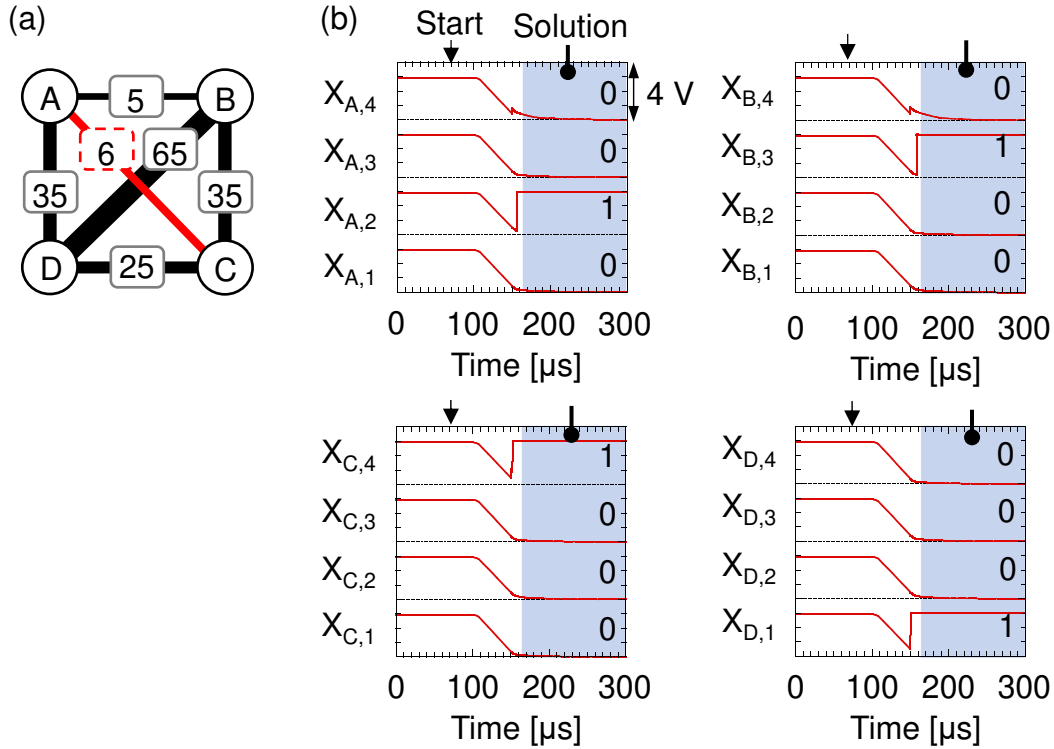 (a)
A
5
B
6
65
35
35
D
25
C
(b)
Start
Solution
X_A,4
0
4 V
X_A,3
0
X_A,2
1
X_A,1
0
0 100 200 300
Time [µs]
X_B,4
0
X_B,3
1
X_B,2
0
X_B,1
0
0 100 200 300
Time [µs]
X_C,4
1
X_C,3
0
X_C,2
0
X_C,1
0
0 100 200 300
Time [µs]
X_D,4
0
X_D,3
0
X_D,2
0
X_D,1
1
0 100 200 300
Time [µs]